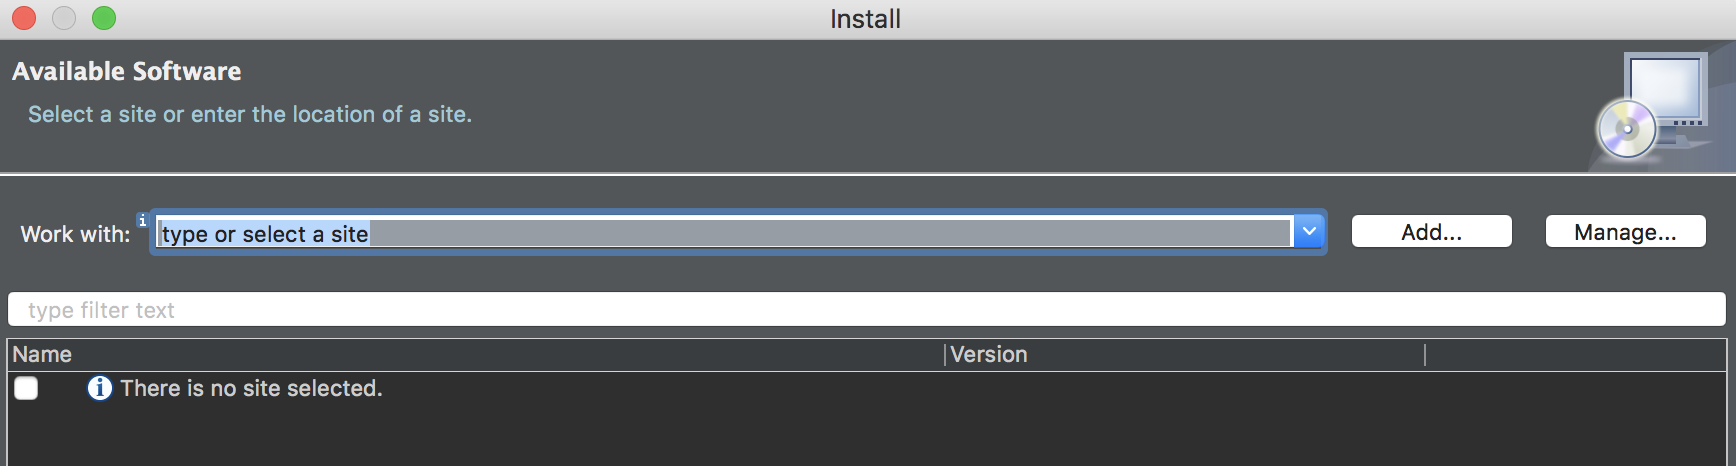 Install
Available Software
Select a site or enter the location of a site.
Work with: i type or select a site Add... Manage...
type filter text
Name Version
i There is no site selected.